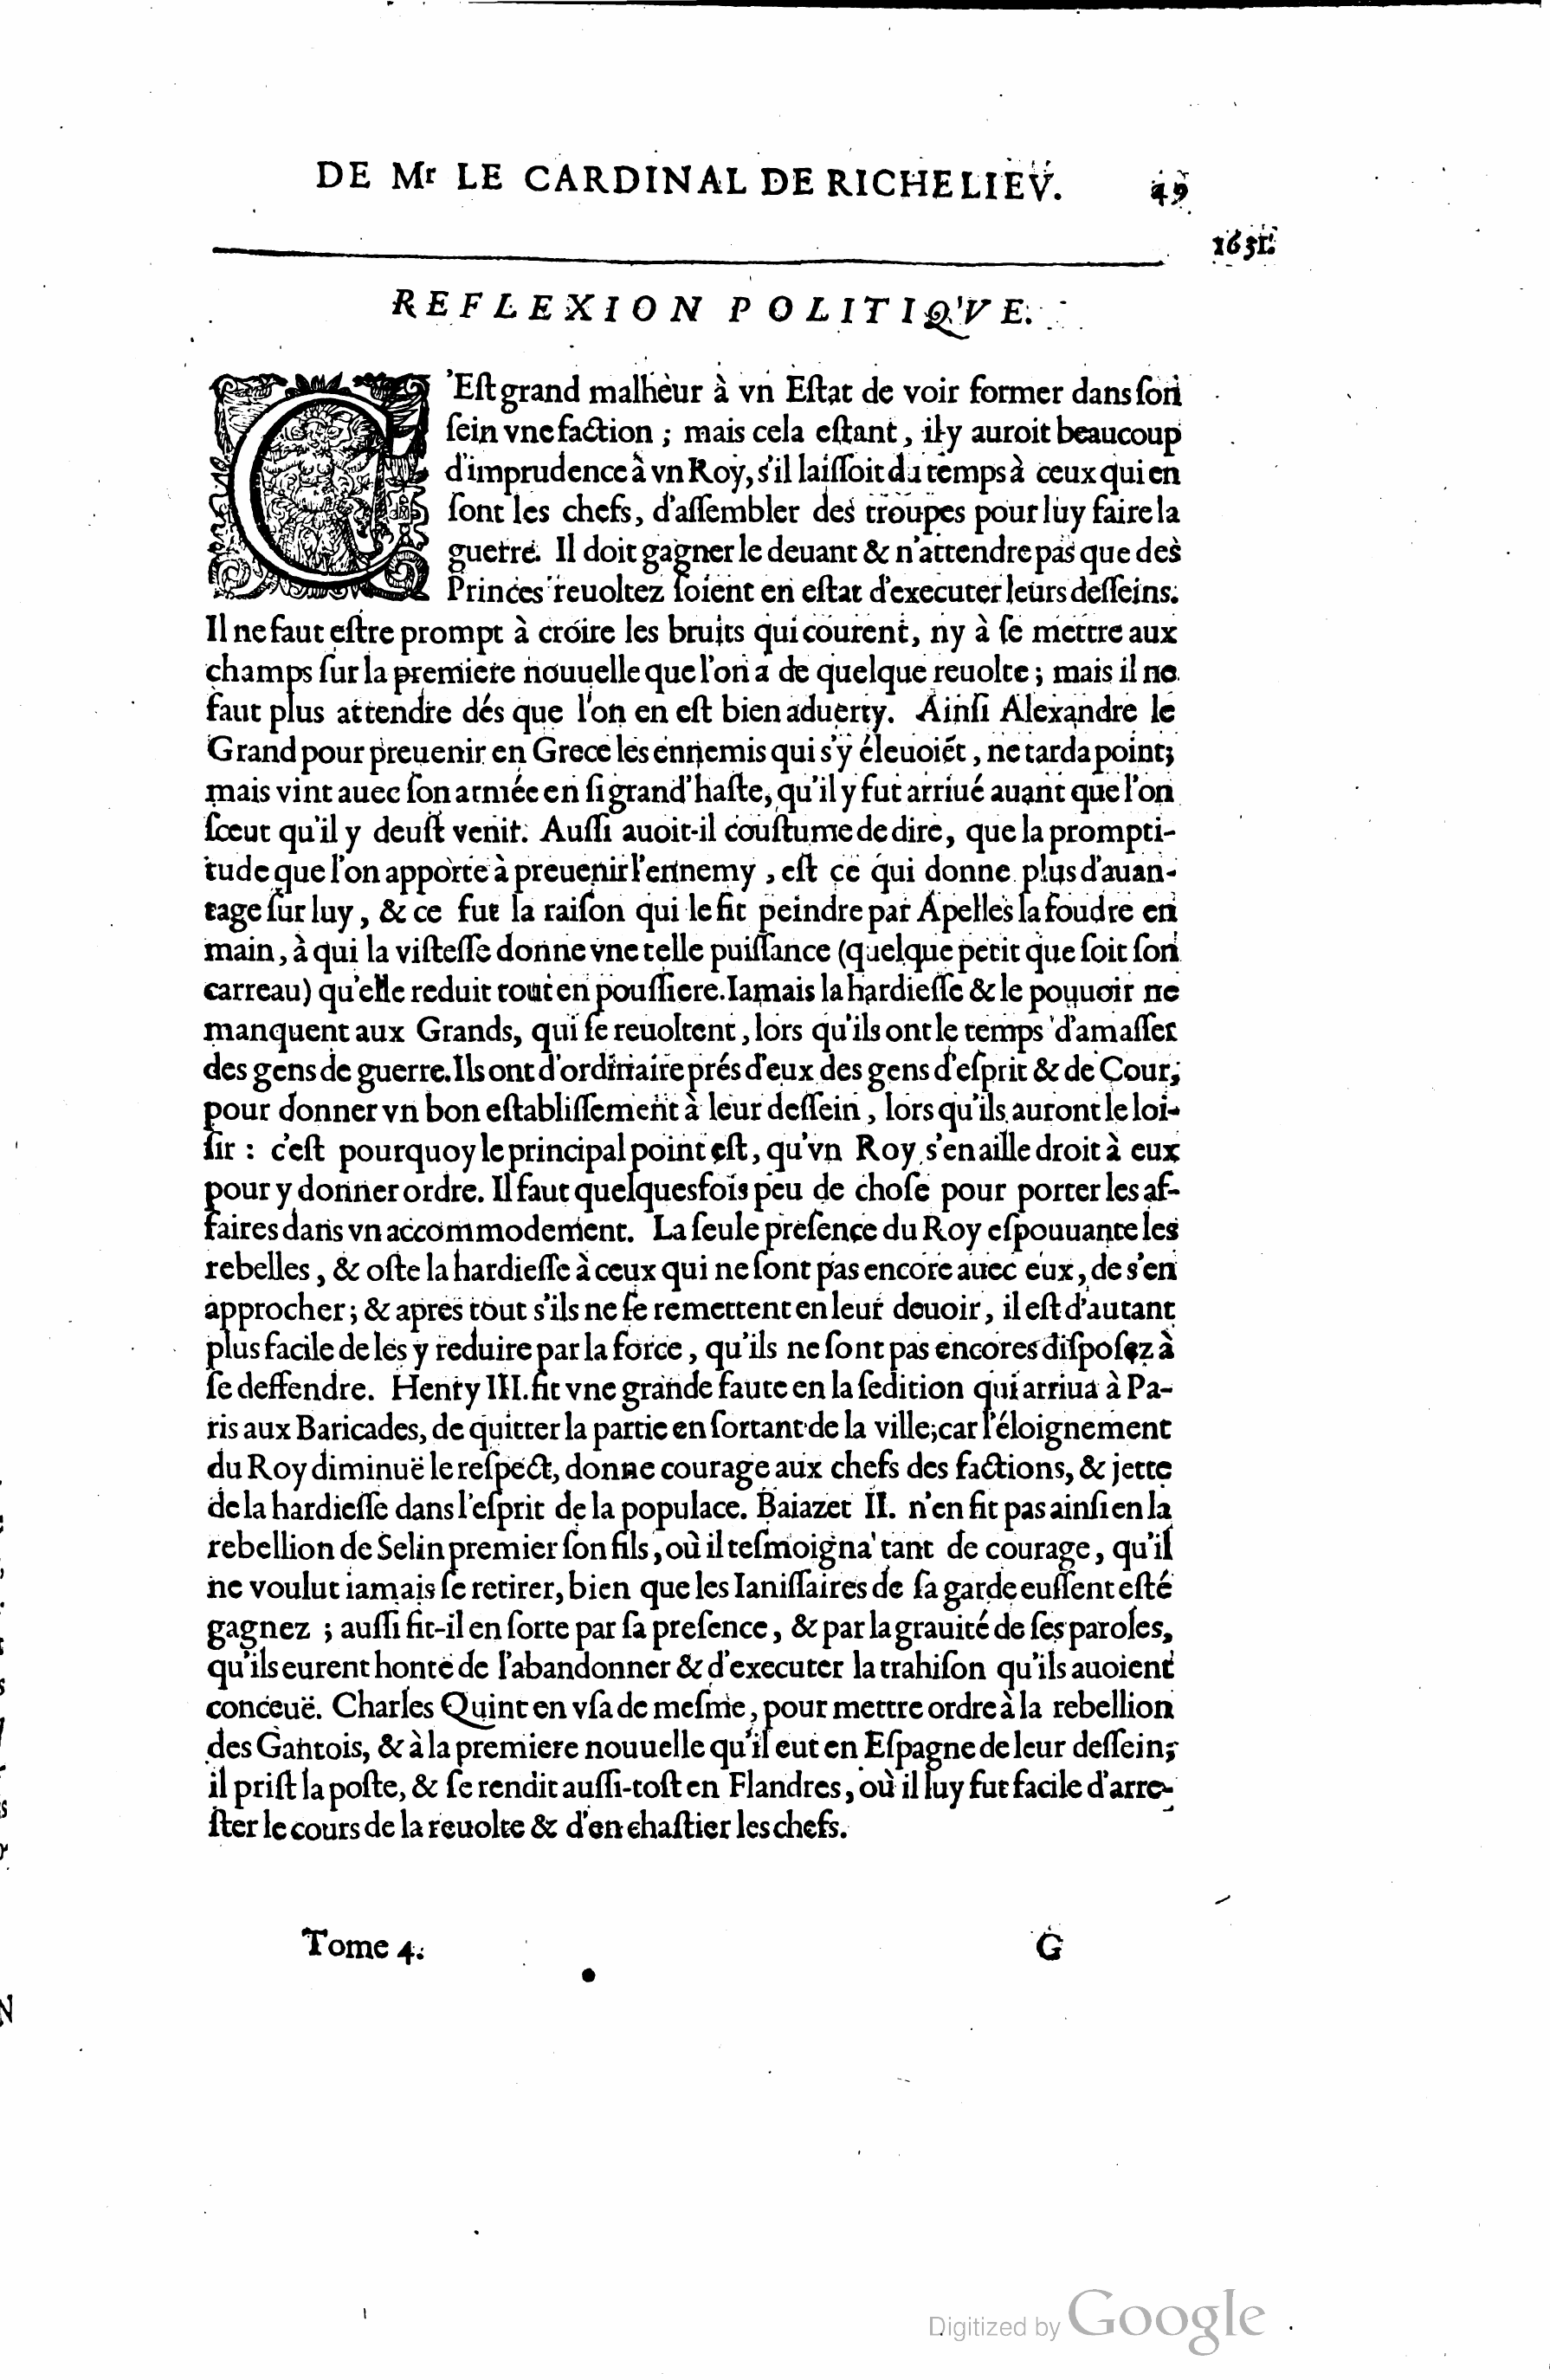 DE Mr LE CARDINAL DE RICHELIEV. 49
1631.
REFLEXION POLITIQVE.
C'Eſt grand malheur à vn Eſtat de voir former dans ſon
ſein vne faction ; mais cela eſtant, il y auroit beaucoup
d'imprudence à vn Roy, s'il laiſſoit du temps à ceux qui en
ſont les chefs, d'aſſembler des troupes pour luy faire la
guerre. Il doit gagner le deuant & n'attendre pas que des
Princes reuoltez ſoient en eſtat d'executer leurs deſſeins.
Il ne faut eſtre prompt à croire les bruits qui courent, ny à ſe mettre aux
champs ſur la premiere nouuelle que l'on a de quelque reuolte ; mais il ne
faut plus attendre dés que l'on en eſt bien aduerty. Ainſi Alexandre le
Grand pour preuenir en Grece les ennemis qui s'y éleuoiẽt, ne tarda point;
mais vint auec ſon armée en ſi grand'haſte, qu'il y fut arriué auant que l'on
ſceut qu'il y deuſt venir. Auſſi auoit-il couſtume de dire, que la prompti-
tude que l'on apporte à preuenir l'ennemy , eſt ce qui donne plus d'auan-
tage ſur luy, & ce fut la raiſon qui le fit peindre par Apelles la foudre en
main, à qui la viſteſſe donne vne telle puiſſance (quelque petit que ſoit ſon
carreau) qu'elle reduit tout en pouſſiere. Iamais la hardieſſe & le pouuoir ne
manquent aux Grands, qui ſe reuoltent , lors qu'ils ont le temps d'amaſſer
des gens de guerre. Ils ont d'ordinaire prés d'eux des gens d'eſprit & de Cour;
pour donner vn bon eſtabliſſement à leur deſſein , lors qu'ils auront le loi-
ſir : c'eſt pourquoy le principal point eſt, qu'vn Roy s'en aille droit à eux
pour y donner ordre. Il faut quelquesfois peu de choſe pour porter les af-
faires dans vn accommodement. La ſeule preſence du Roy eſpouuante les
rebelles , & oſte la hardieſſe à ceux qui ne ſont pas encore auec eux, de s'en
approcher ; & apres tout s'ils ne ſe remettent en leur deuoir, il eſt d'autant
plus facile de les y reduire par la force , qu'ils ne ſont pas encores diſpoſez à
ſe deffendre. Henry III. fit vne grande faute en la ſedition qui arriua à Pa-
ris aux Baricades, de quitter la partie en ſortant de la ville; car l'éloignement
du Roy diminuë le reſpect, donne courage aux chefs des factions, & jette
de la hardieſſe dans l'eſprit de la populace. Baiazet II. n'en fit pas ainſi en la
rebellion de Selin premier ſon fils , où il teſmoigna tant de courage, qu'il
ne voulut iamais ſe retirer, bien que les Ianiſſaires de ſa garde euſſent eſté
gagnez ; auſſi fit-il en ſorte par ſa preſence, & par la grauité de ſes paroles,
qu'ils eurent honte de l'abandonner & d'executer la trahiſon qu'ils auoient
conceuë. Charles Quint en vſa de meſme, pour mettre ordre à la rebellion
des Gantois, & à la premiere nouuelle qu'il eut en Eſpagne de leur deſſein;
il priſt la poſte, & ſe rendit auſſi-toſt en Flandres, où il luy fut facile d'arre-
ſter le cours de la reuolte & d'en chaſtier les chefs.
Tome 4. G
Digitized by Google